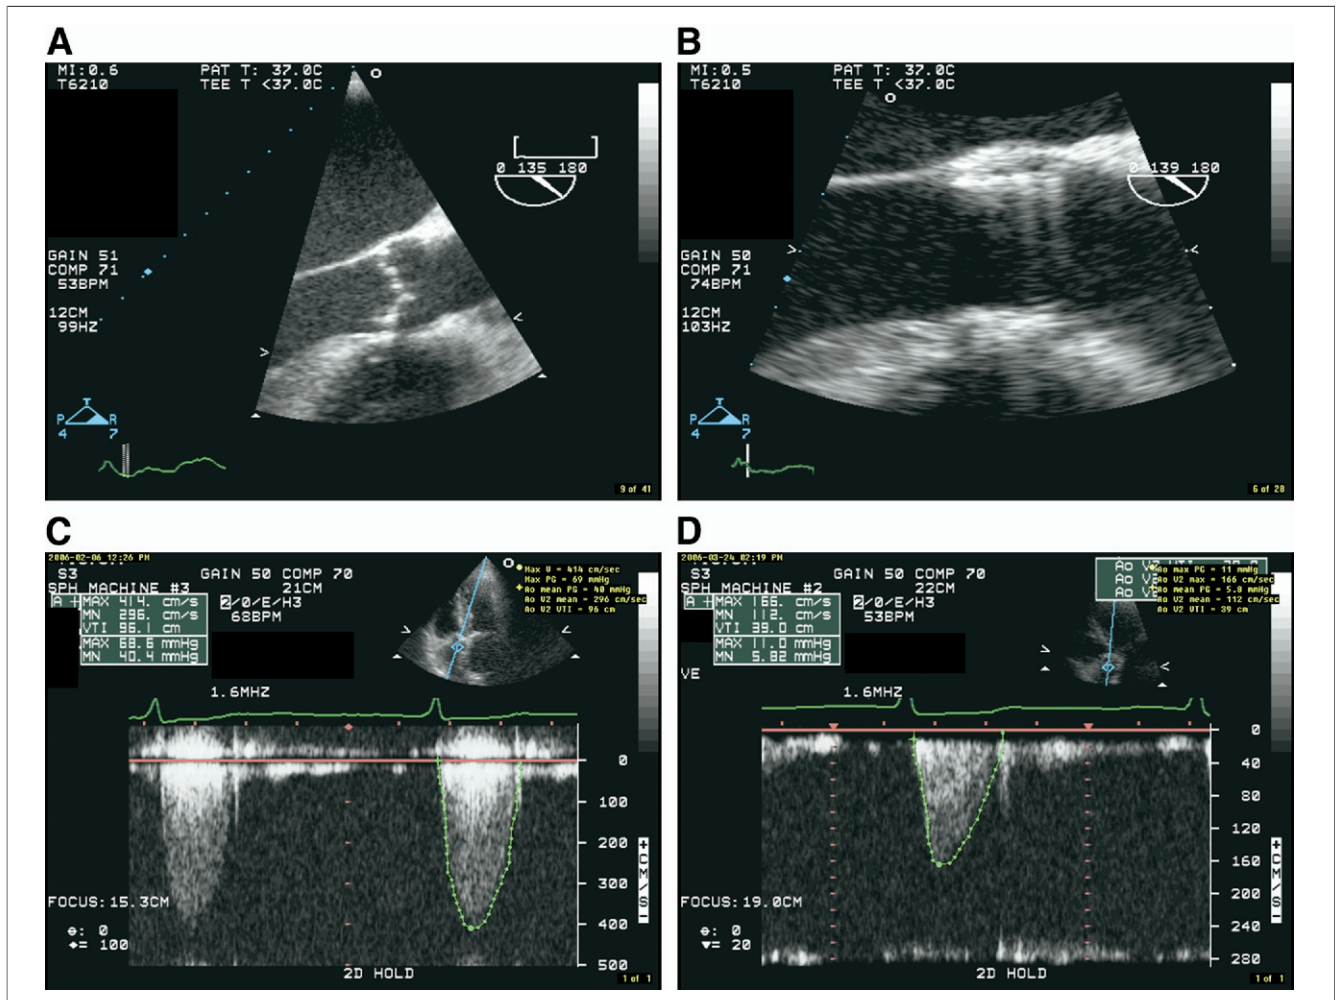 A
MI:0.6
T6210
PAT T: 37.0C
TEE T <37.0C
0 135 180
GAIN 51
COMP 71
53BPM
12CM
99HZ
T
P R
4 7
9 of 41
B
MI:0.5
T6210
PAT T: 37.0C
TEE T <37.0C
0 139 180
GAIN 50
COMP 71
74BPM
12CM
103HZ
T
P R
4 7
6 of 28
C
2006-02-06 12:26 PM
S3
SPH MACHINE #3
GAIN 50 COMP 70
21CM
2/0/E/H3
68BPM
A +
MAX 414. cm/s
MN 296. cm/s
VTI 96.1 cm
MAX 68.6 mmHg
MN 40.4 mmHg
Max V = 414 cm/sec
Max PG = 69 mmHg
Ao mean PG = 40 mmHg
Ao V2 mean = 296 cm/sec
Ao V2 VTI = 96 cm
1.6MHZ
0
100
200
300
400
500
+CM/S-
FOCUS:15.3CM
0
= 100
2D HOLD
1 of 1
D
2006-03-24 02:19 PM
S3
SPH MACHINE #2
GAIN 50 COMP 70
22CM
2/0/E/H3
53BPM
A +
MAX 166. cm/s
MN 112. cm/s
VTI 39.0 cm
MAX 11.0 mmHg
MN 5.82 mmHg
VE
Ao max PG = 11 mmHg
Ao V2 max = 166 cm/sec
Ao mean PG = 5.8 mmHg
Ao V2 mean = 112 cm/sec
Ao V2 VTI = 39 cm
1.6MHZ
0
40
80
120
160
200
240
280
+CM/S-
FOCUS:19.0CM
0
= 20
2D HOLD
1 of 1